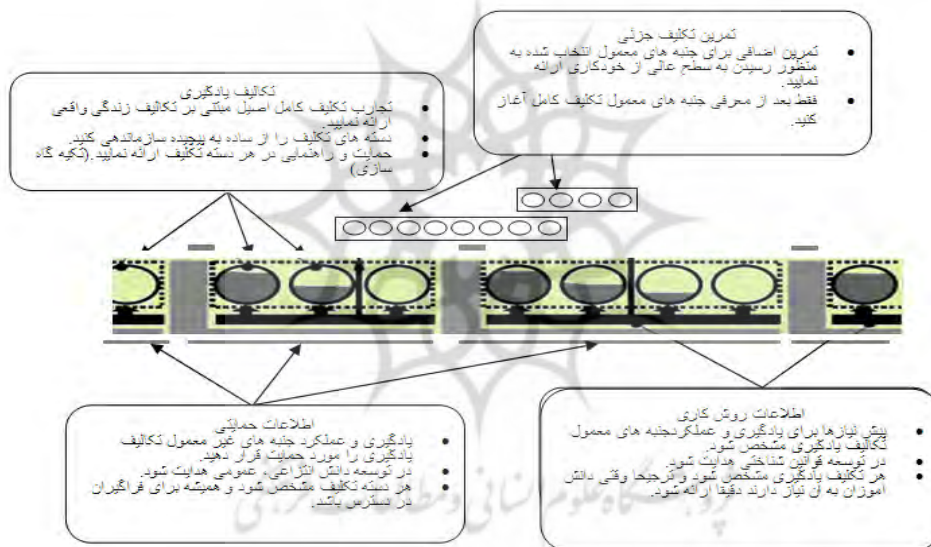 تمرین تکلیف جزئی
تمرین اضافی برای جنبه های معمول انتخاب شده به
منظور رسیدن به سطح عالی از خودکاری ارائه
نمایید.
فقط بعد از معرفی جنبه های معمول تکلیف کامل آغاز
کنید.
تکالیف یادگیری
تجارب تکلیف کامل اصیل مبتنی بر تکالیف زندگی واقعی
ارائه نمایید.
دسته های تکلیف را از ساده به پیچیده سازماندهی کنید.
حمایت و راهنمایی در هر دسته تکلیف ارائه نمایید.(تکیه گاه
سازی)
اطلاعات حمایتی
یادگیری و عملکرد جنبه های غیر معمول تکالیف
یادگیری را مورد حمایت قرار دهید.
در توسعه دانش انتزاعی، عمومی هدایت شود.
هر دسته تکلیف مشخص شود و همیشه برای فراگیران
در دسترس باشد.
اطلاعات روش کاری
پیش نیازها برای یادگیری و عملکردجنبه های معمول
تکالیف یادگیری مشخص شود.
در توسعه قوانین شناختی هدایت شود.
هر تکلیف یادگیری مشخص شود و ترجیحا وقتی دانش
آموزان به آن نیاز دارند دقیقا ارائه شود.
پژوهشگاه علوم انسانی و مطالعات فرهنگی